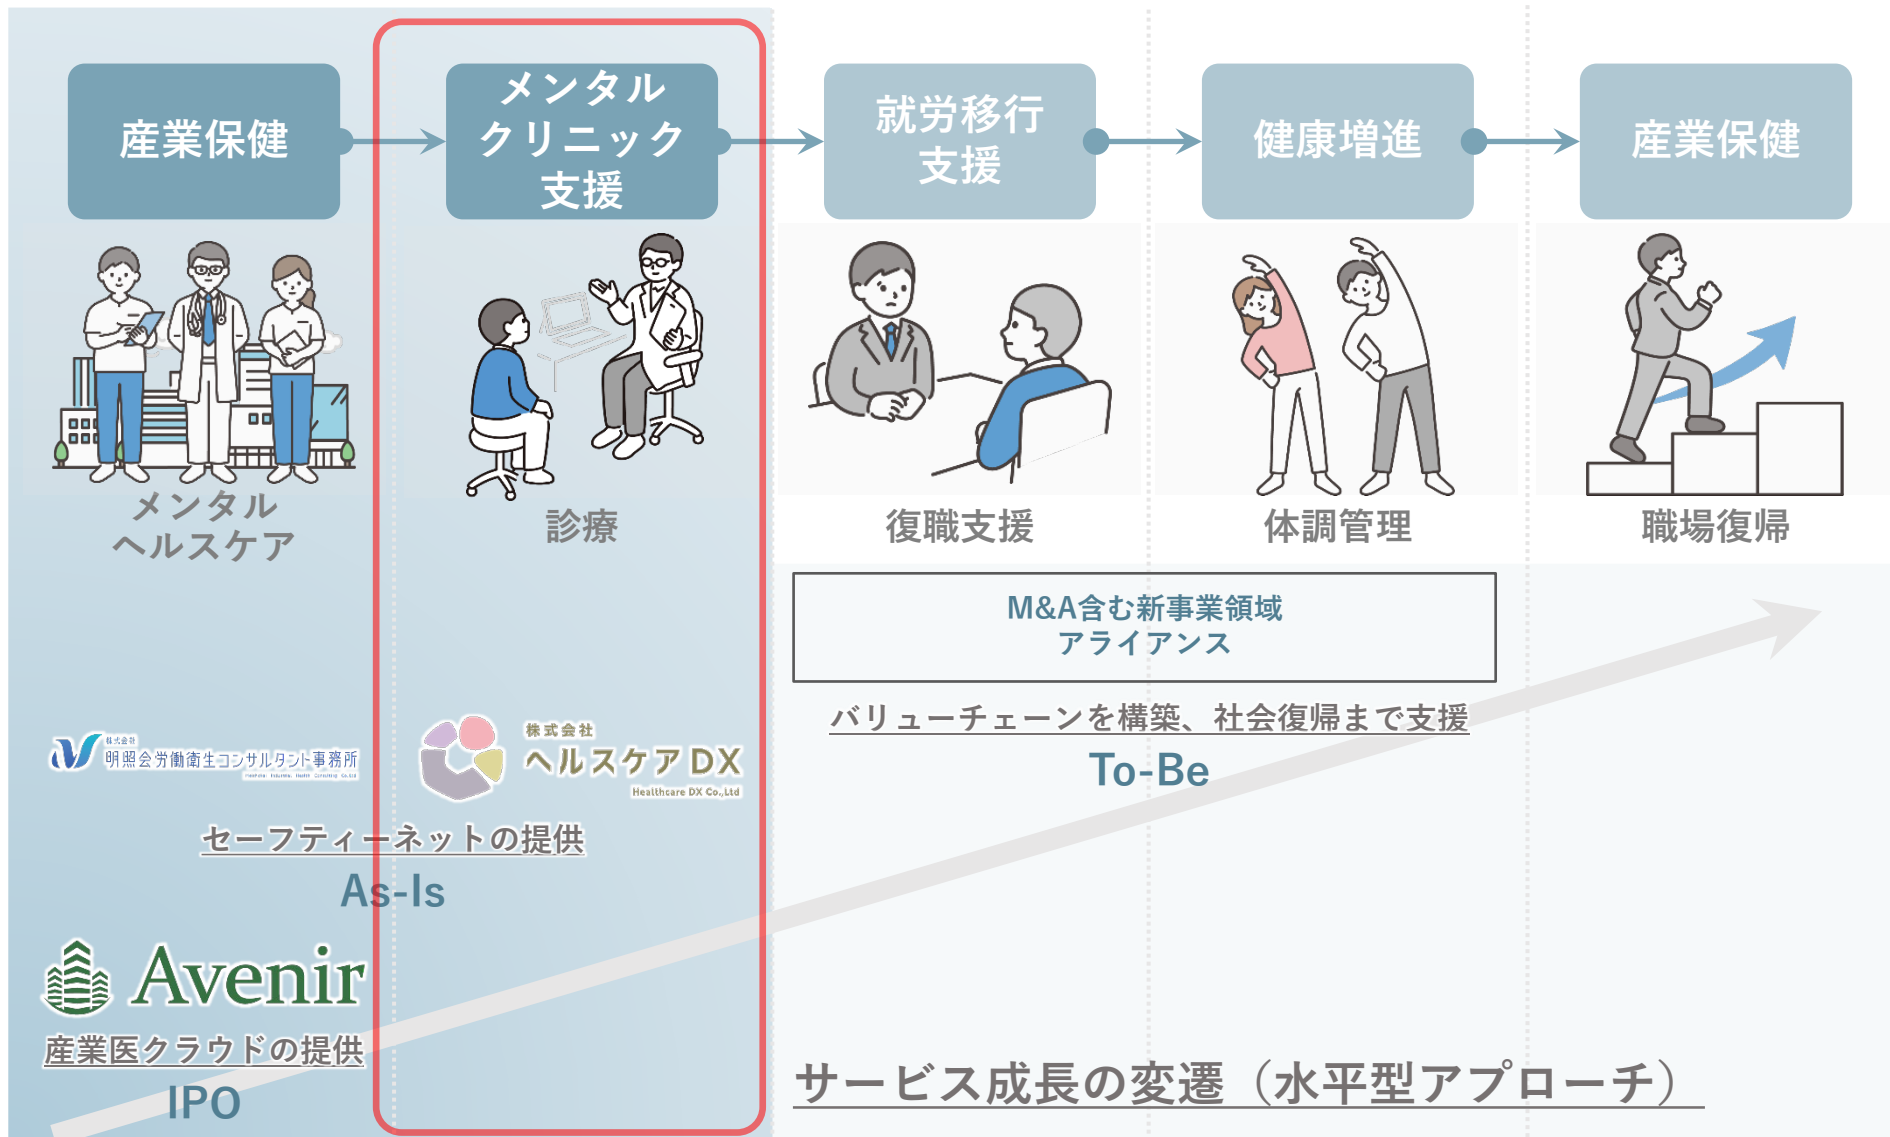 産業保健
メンタル
クリニック
支援
就労移行
支援
健康増進
産業保健
メンタル
ヘルスケア
診療
復職支援
体調管理
職場復帰
M&A含む新事業領域
アライアンス
バリューチェーンを構築、社会復帰まで支援
To-Be
株式会社
明照会労働衛生コンサルタント事務所
株式会社
ヘルスケアDX
Healthcare DX Co.,Ltd
セーフティーネットの提供
As-Is
Avenir
産業医クラウドの提供
IPO
サービス成長の変遷（水平型アプローチ）